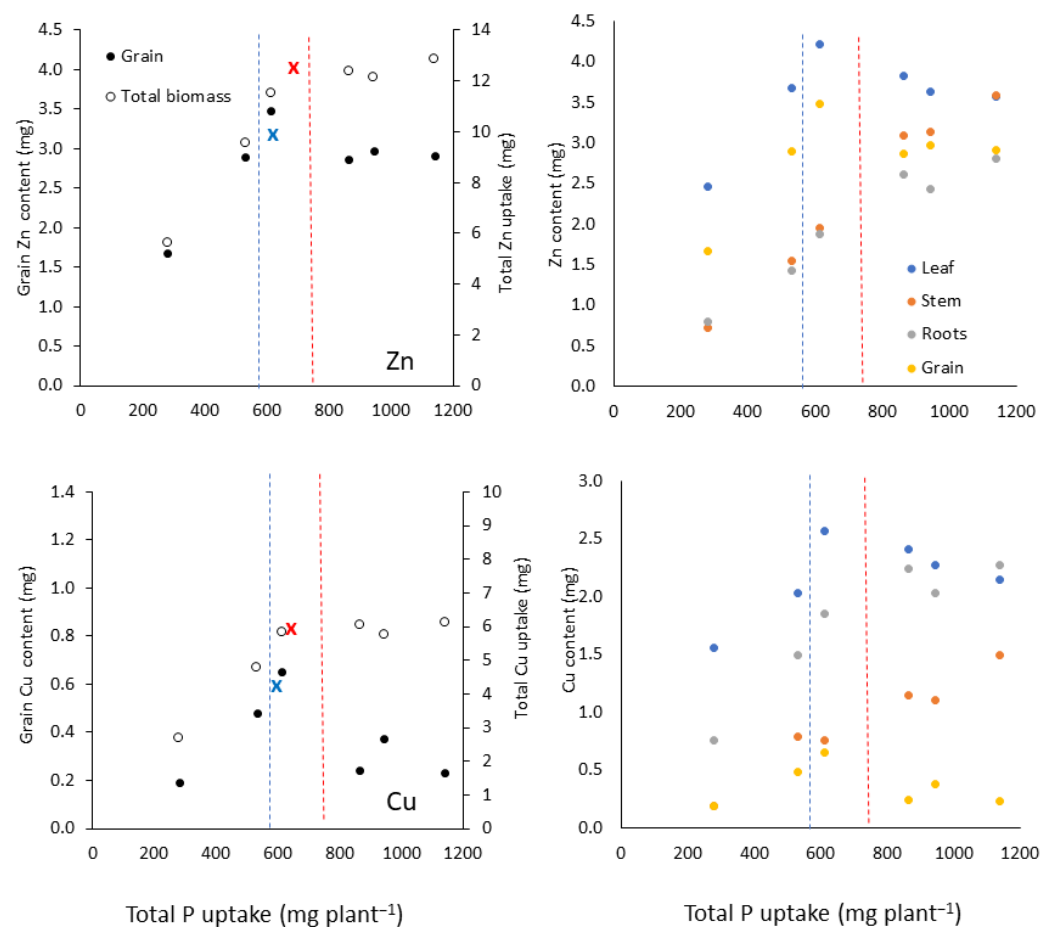 4.5
4.0
3.5
3.0
2.5
2.0
1.5
1.0
0.5
0.0
Grain Zn content (mg)
Grain
Total biomass
X
X
Zn
14
12
10
8
6
4
2
0
Total Zn uptake (mg)
0 200 400 600 800 1000 1200
4.5
4.0
3.5
3.0
2.5
2.0
1.5
1.0
0.5
0.0
Zn content (mg)
Leaf
Stem
Roots
Grain
0 200 400 600 800 1000 1200
1.4
1.2
1.0
0.8
0.6
0.4
0.2
0.0
Grain Cu content (mg)
X
X
Cu
10
9
8
7
6
5
4
3
2
1
0
Total Cu uptake (mg)
0 200 400 600 800 1000 1200
Total P uptake (mg plant⁻¹)
3.0
2.5
2.0
1.5
1.0
0.5
0.0
Cu content (mg)
0 200 400 600 800 1000 1200
Total P uptake (mg plant⁻¹)